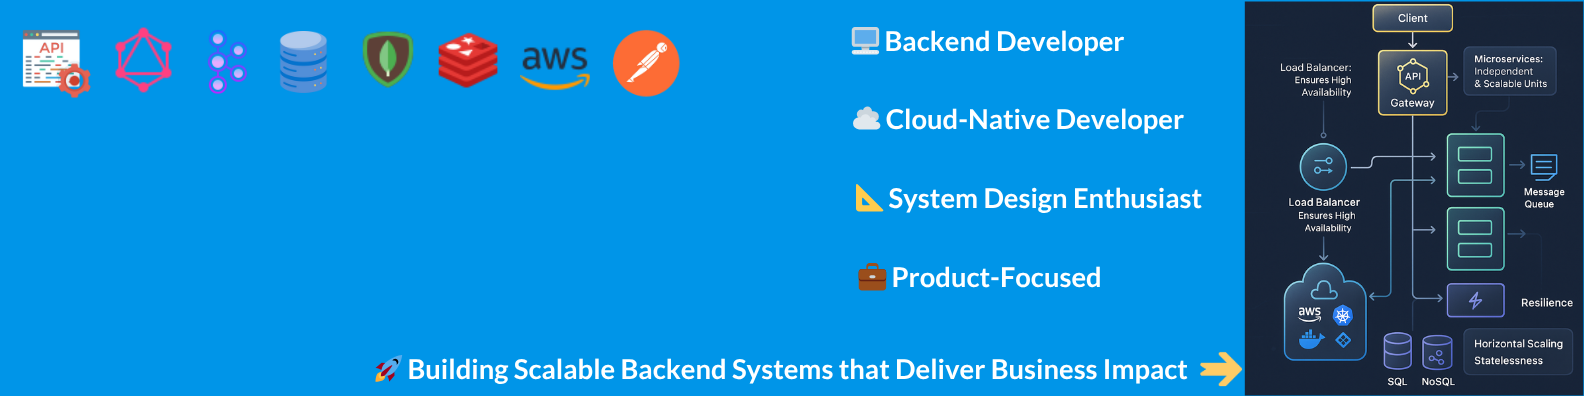 API
aws
Backend Developer
Cloud-Native Developer
System Design Enthusiast
Product-Focused
Building Scalable Backend Systems that Deliver Business Impact
Client
Load Balancer:
Ensures High
Availability
API
Gateway
Microservices:
Independent
& Scalable Units
Load Balancer
Ensures High
Availability
Message
Queue
aws
Resilience
SQL
NoSQL
Horizontal Scaling
Statelessness